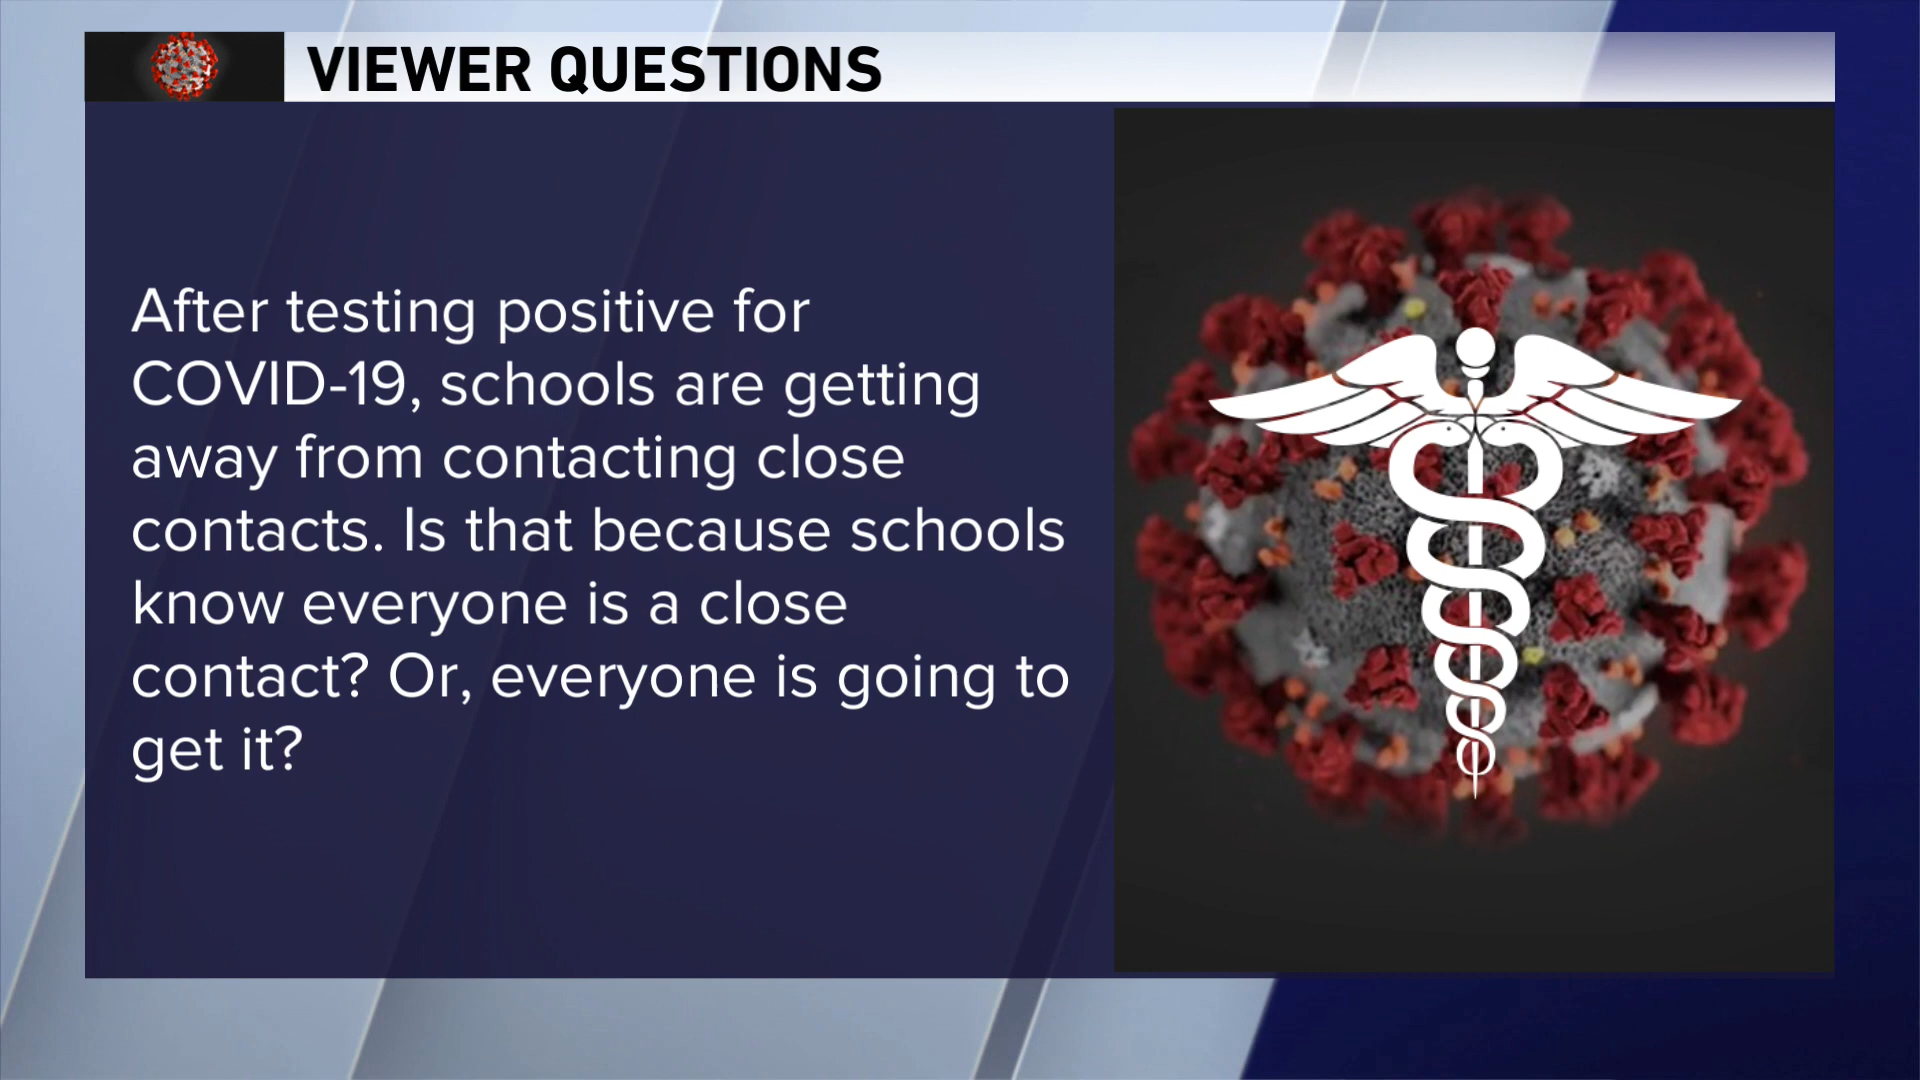 VIEWER QUESTIONS
After testing positive for
COVID-19, schools are getting
away from contacting close
contacts. Is that because schools
know everyone is a close
contact? Or, everyone is going to
get it?